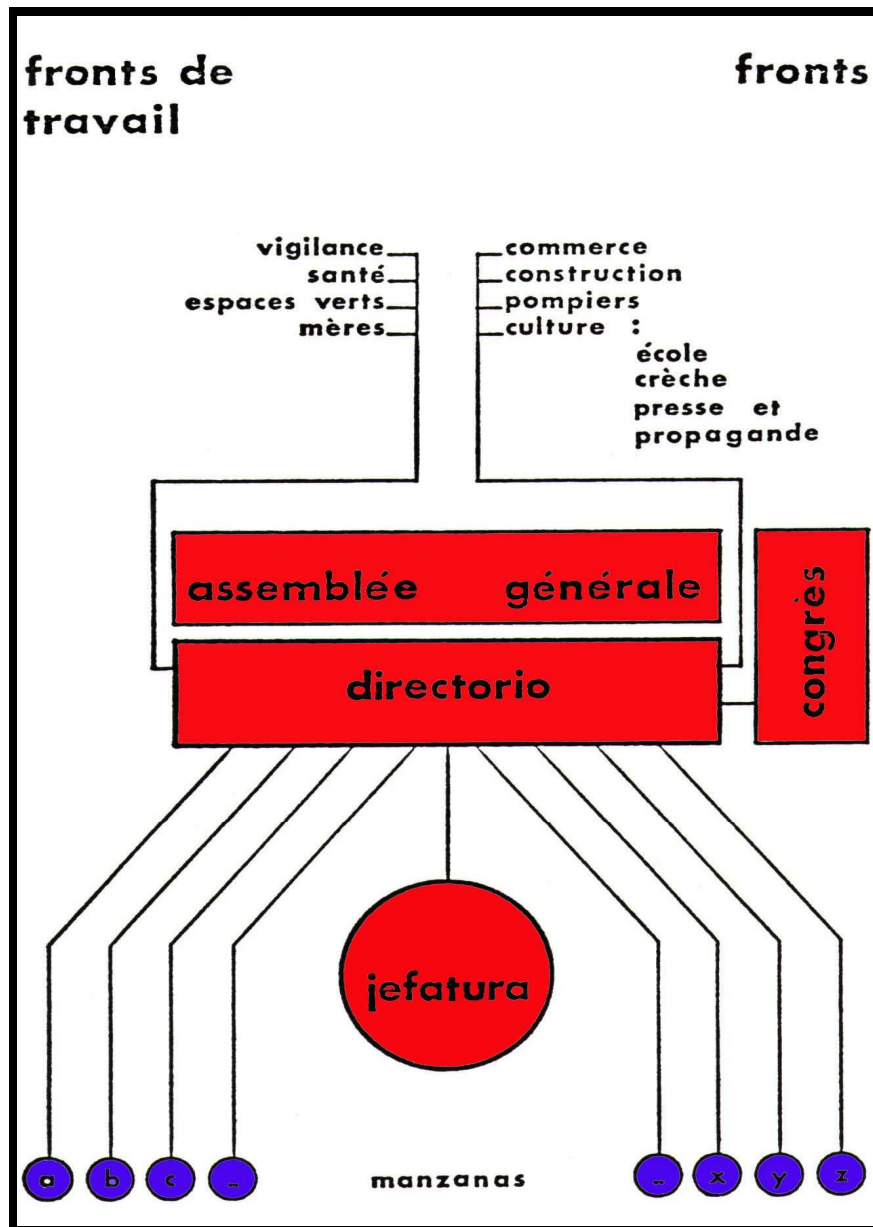 fronts de
travail
fronts
vigilance
santé
espaces verts
mères
commerce
construction
pompiers
culture :
école
crèche
presse et
propagande
assemblée générale
directorio
congrès
jefatura
a
b
c
..
manzanas
..
x
y
z